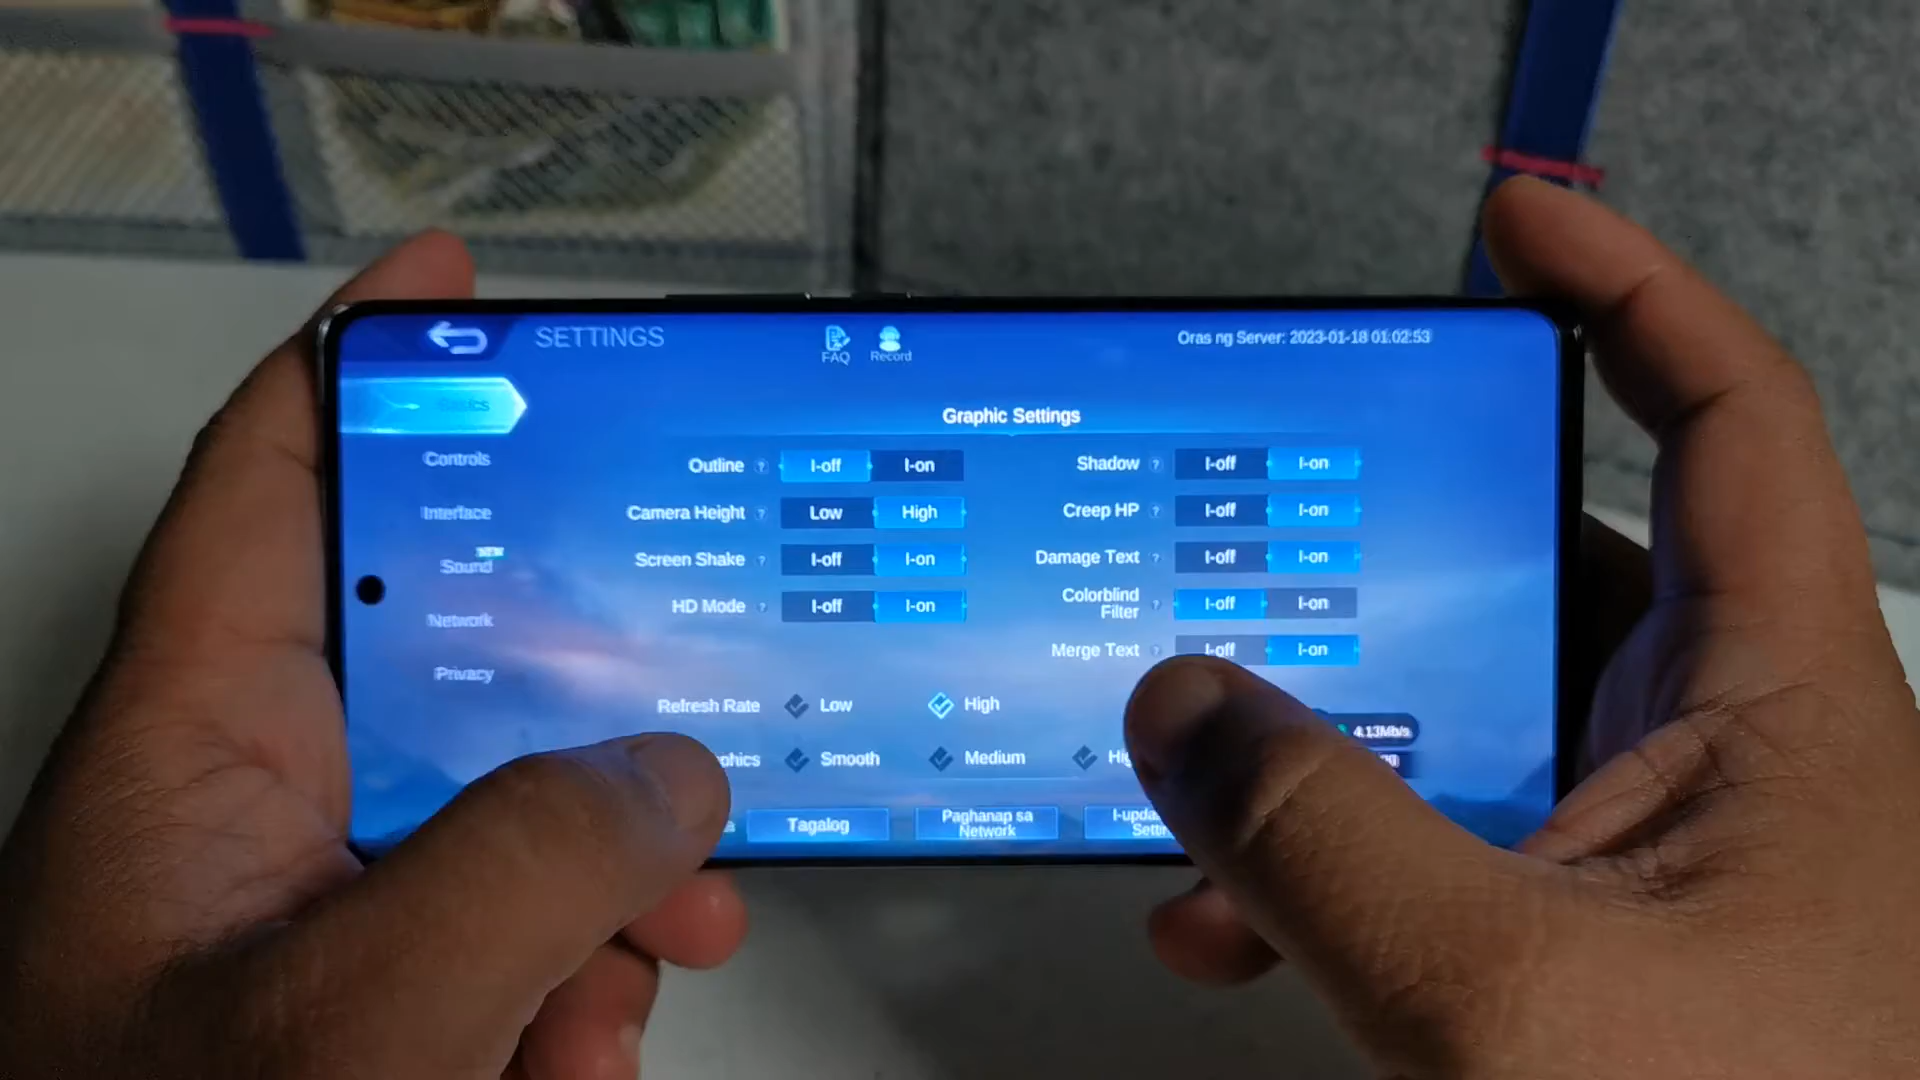 SETTINGS
FAQ
Record
Oras ng Server: 2023-01-18 01:02:53
Basics
Controls
Interface
NEW
Sound
Network
Privacy
Graphic Settings
Outline ? I-off I-on
Camera Height ? Low High
Screen Shake ? I-off I-on
HD Mode ? I-off I-on
Shadow ? I-off I-on
Creep HP ? I-off I-on
Damage Text ? I-off I-on
Colorblind
Filter ? I-off I-on
Merge Text ? I-off I-on
Refresh Rate Low High
Smooth Medium
4.13Mb/s
Tagalog
Paghanap sa
Network